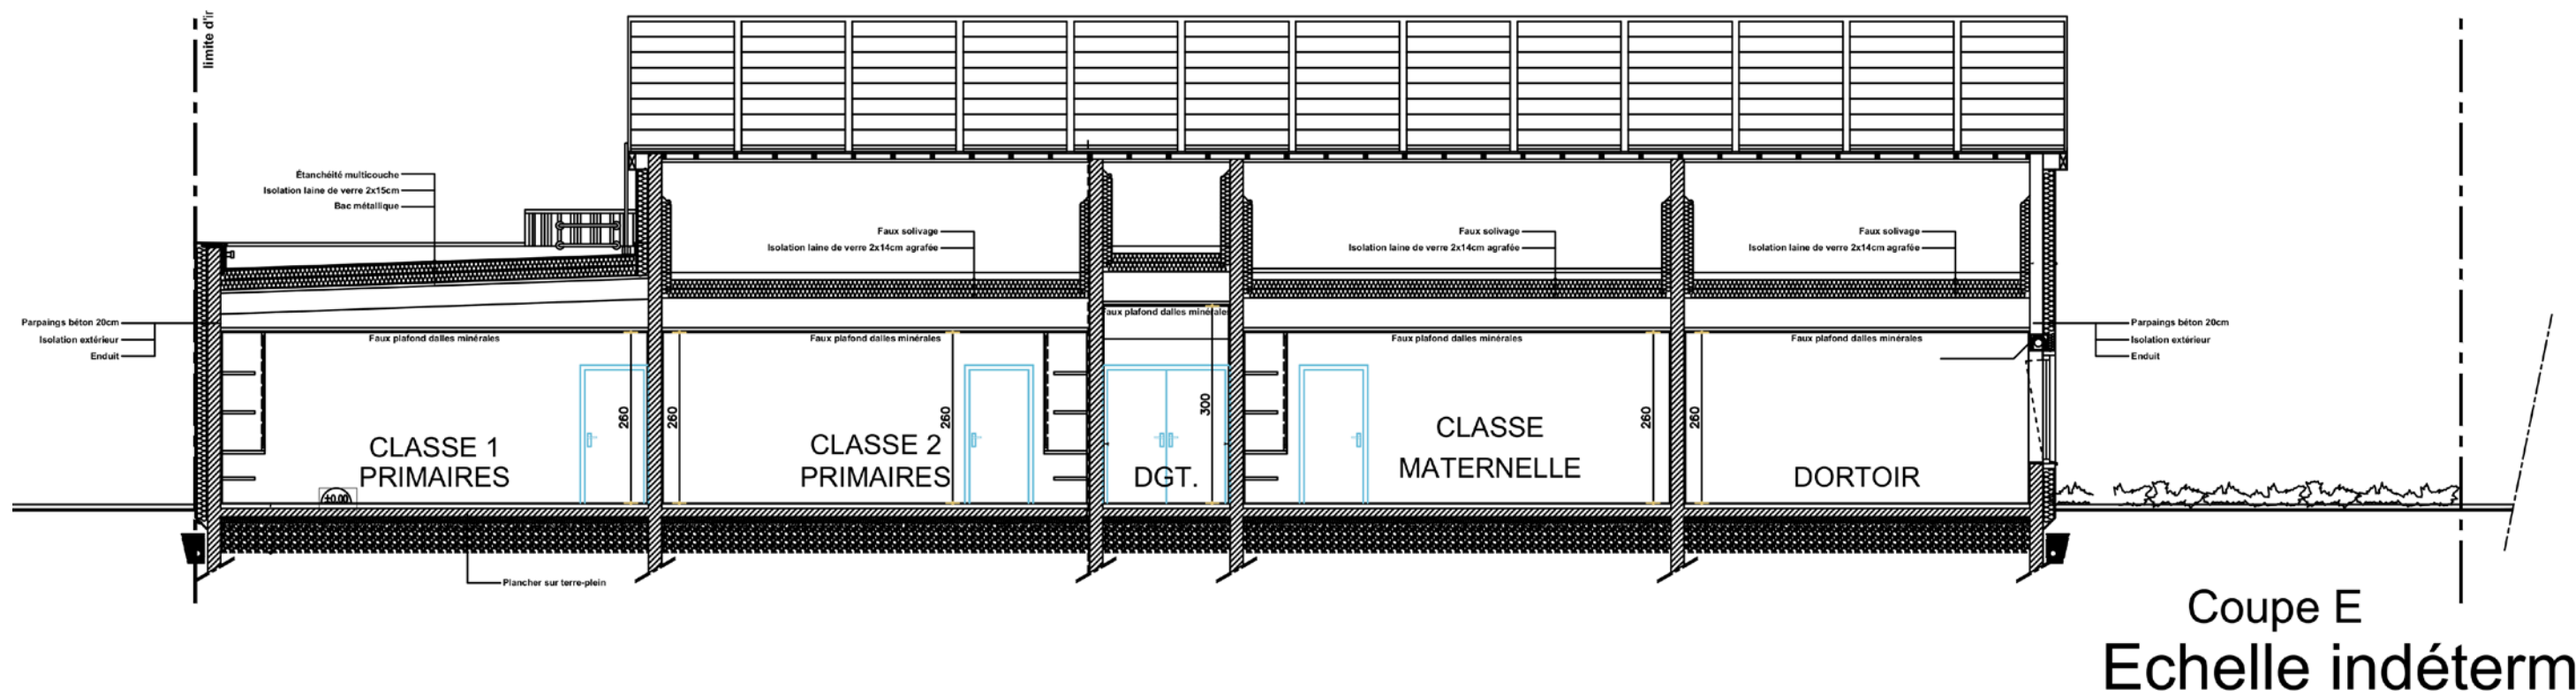 limite d'ir
Étanchéité multicouche
Isolation laine de verre 2x15cm
Bac métallique
Faux solivage
Isolation laine de verre 2x14cm agrafée
Faux solivage
Isolation laine de verre 2x14cm agrafée
Faux solivage
Isolation laine de verre 2x14cm agrafée
Parpaings béton 20cm
Isolation extérieur
Enduit
Faux plafond dalles minérales
Faux plafond dalles minérales
Faux plafond dalles minérales
Faux plafond dalles minérales
Faux plafond dalles minérales
Parpaings béton 20cm
Isolation extérieur
Enduit
260
260
260
300
260
260
CLASSE 1
PRIMAIRES
CLASSE 2
PRIMAIRES
DGT.
CLASSE
MATERNELLE
DORTOIR
±0.00
Plancher sur terre-plein
Coupe E
Echelle indéterm